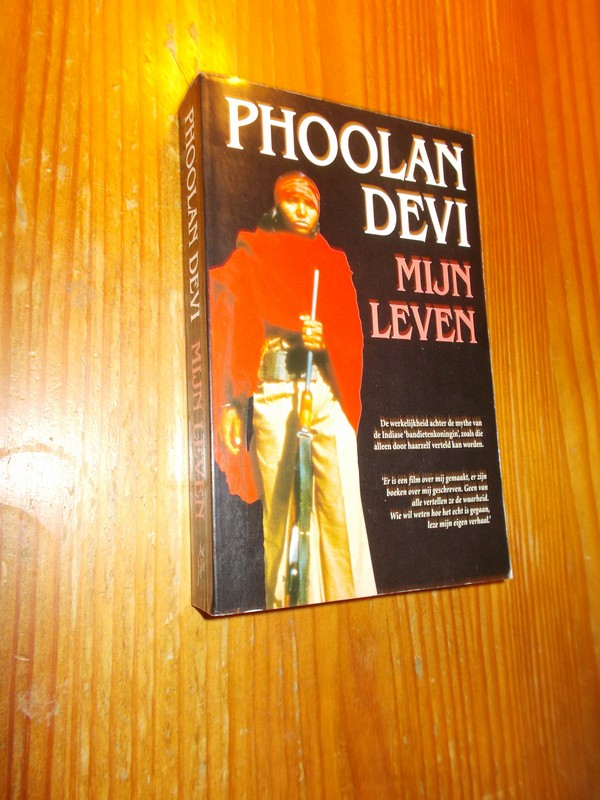 PHOOLAN
DEVI
MIJN
LEVEN
De werkelijkheid achter de mythe van
de Indiase 'bandietenkoningin', zoals die
alleen door haarzelf verteld kan worden.
'Er is een film over mij gemaakt, er zijn
boeken over mij geschreven. Geen van
alle vertellen ze de waarheid.
Wie wil weten hoe het echt is gegaan,
leze mijn eigen verhaal.'
PHOOLAN DEVI MIJN LEVEN